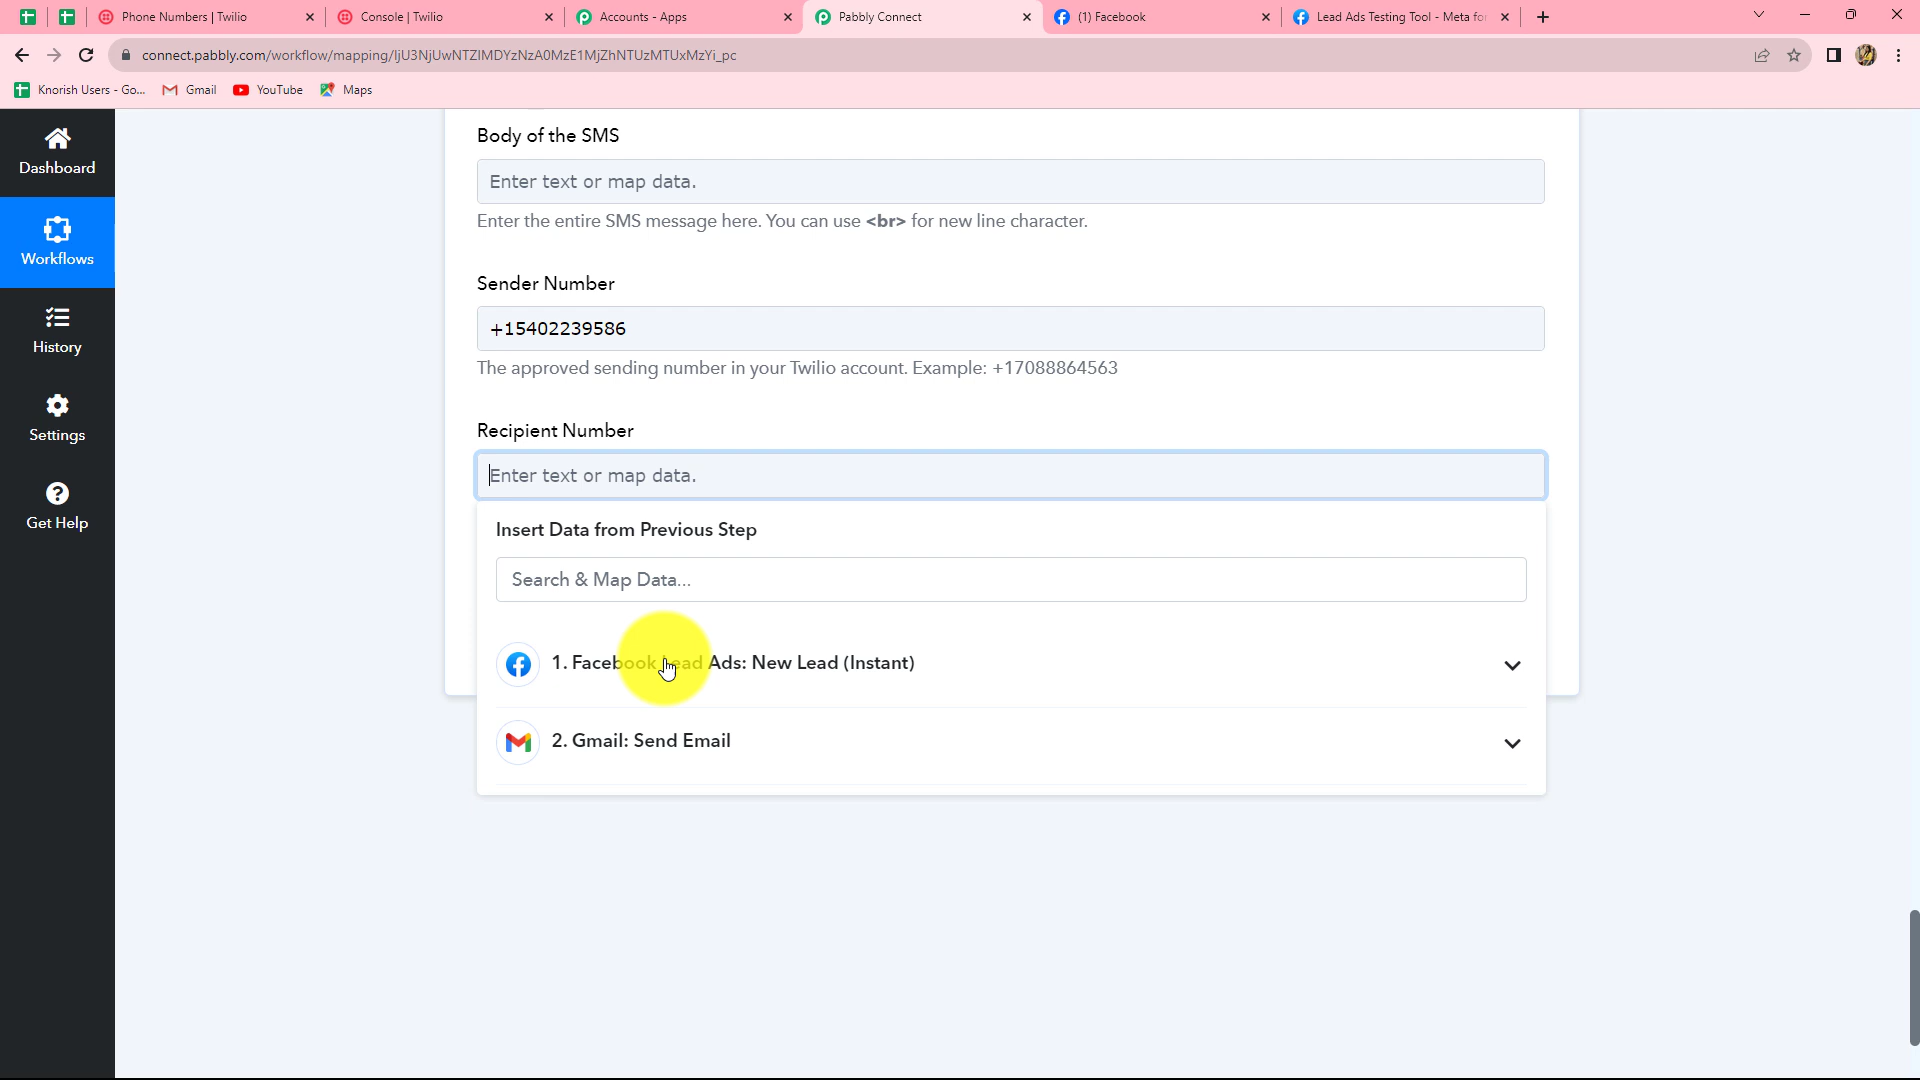 Phone Numbers | Twilio
Console | Twilio
Accounts - Apps
Pabbly Connect
(1) Facebook
Lead Ads Testing Tool - Meta for
connect.pabbly.com/workflow/mapping/IjU3NjUwNTZlMDYzNzA0MzE1MjZhNTUzMTUxMzYi_pc
Knorish Users - Go...
Gmail
YouTube
Maps
Dashboard
Workflows
History
Settings
Get Help
Body of the SMS
Enter text or map data.
Enter the entire SMS message here. You can use <br> for new line character.
Sender Number
+15402239586
The approved sending number in your Twilio account. Example: +17088864563
Recipient Number
Enter text or map data.
Insert Data from Previous Step
Search & Map Data...
1. Facebook Lead Ads: New Lead (Instant)
2. Gmail: Send Email